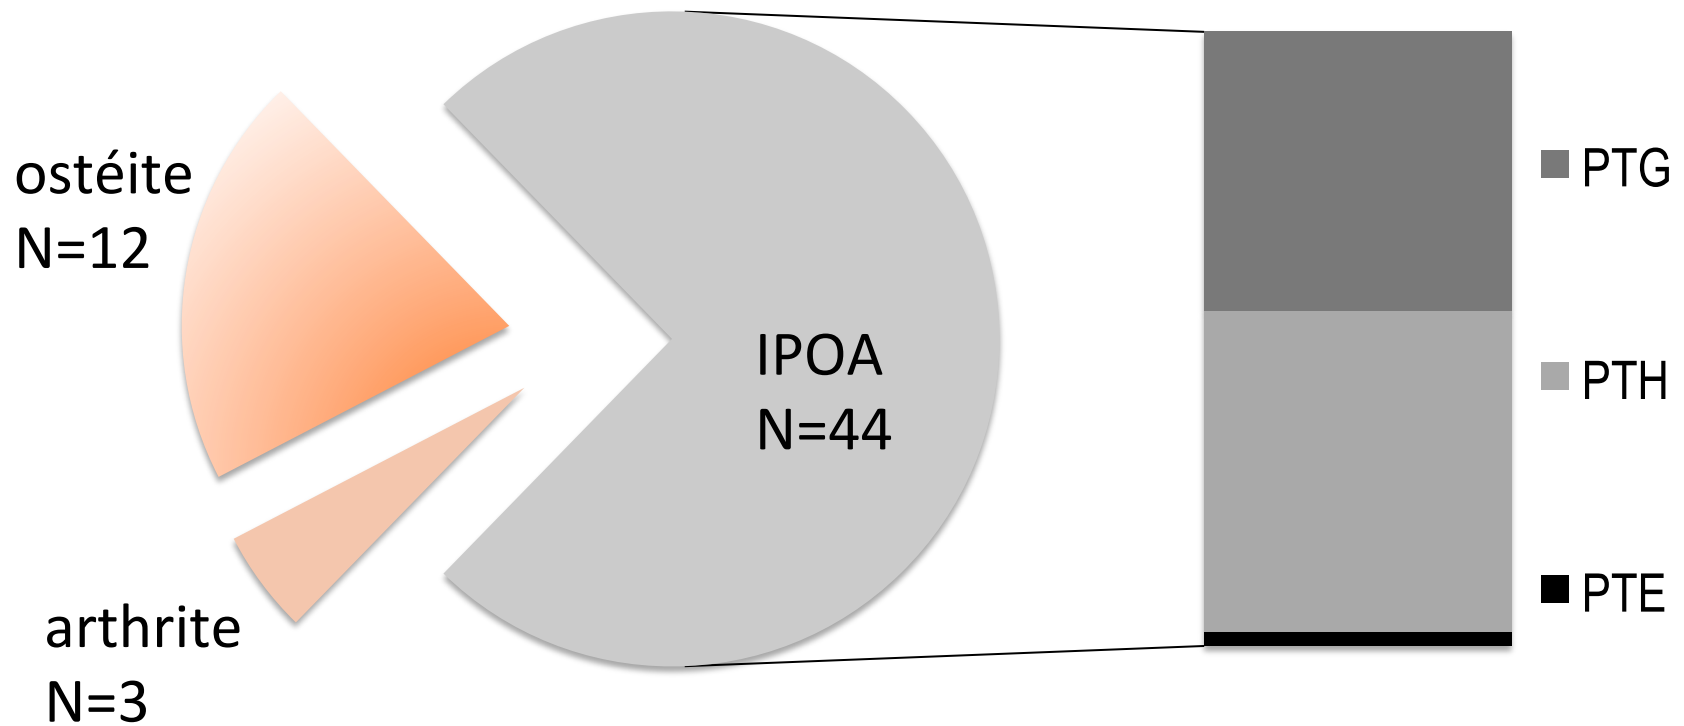 ostéite
N=12
arthrite
N=3
IPOA
N=44
PTG
PTH
PTE